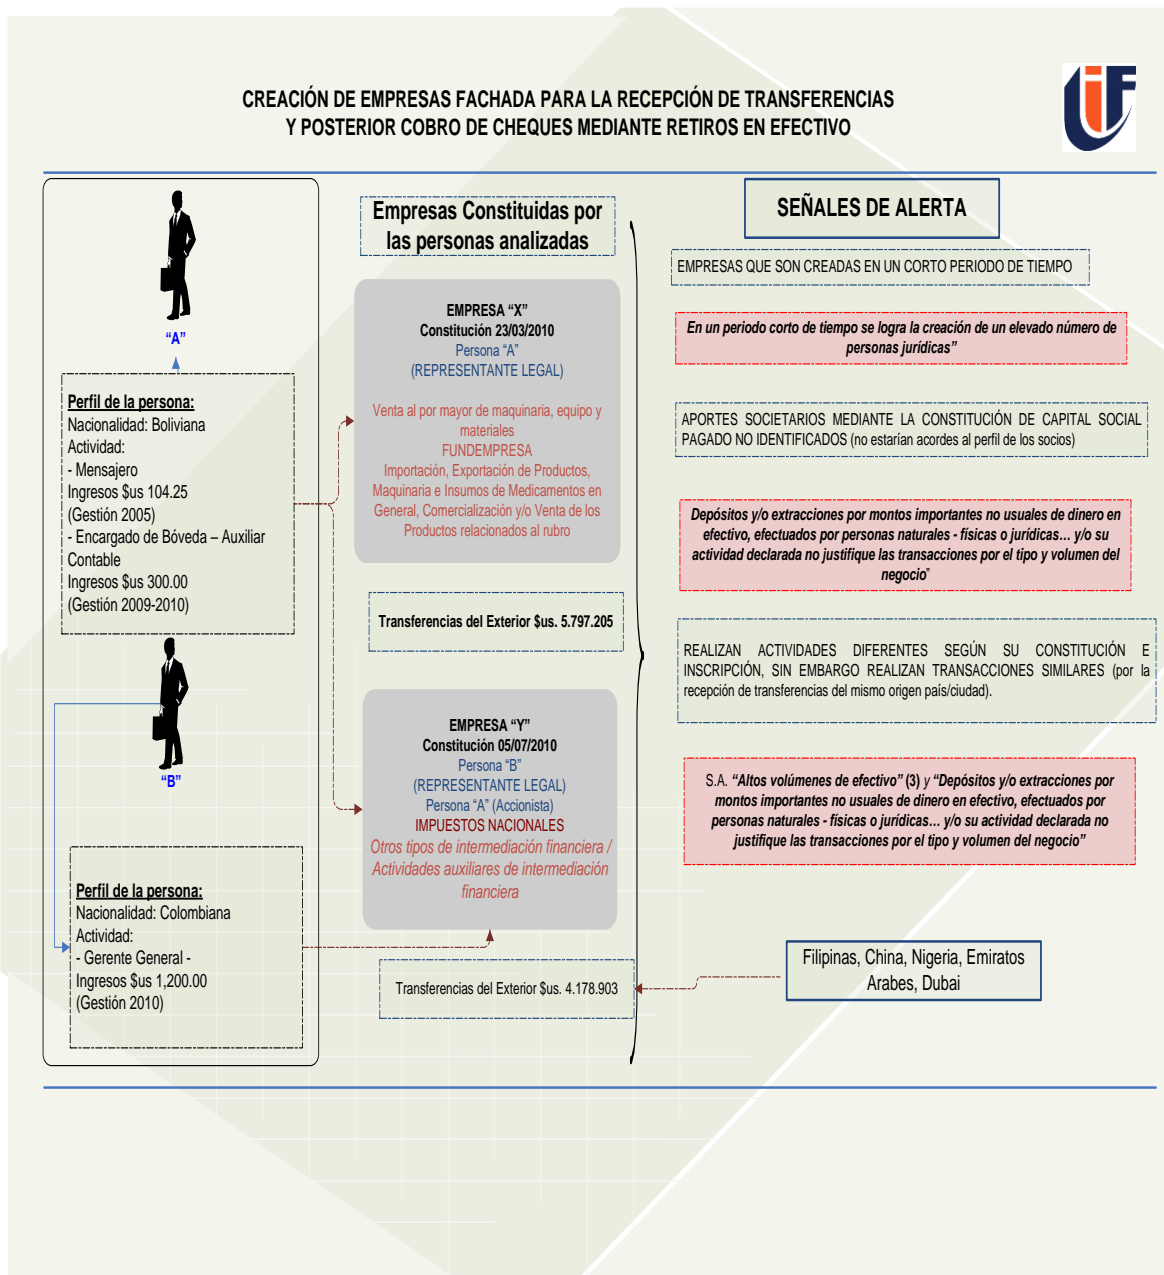 CREACIÓN DE EMPRESAS FACHADA PARA LA RECEPCIÓN DE TRANSFERENCIAS
Y POSTERIOR COBRO DE CHEQUES MEDIANTE RETIROS EN EFECTIVO
UiF
“A”
Perfil de la persona:
Nacionalidad: Boliviana
Actividad:
- Mensajero
Ingresos $us 104.25
(Gestión 2005)
- Encargado de Bóveda – Auxiliar
Contable
Ingresos $us 300.00
(Gestión 2009-2010)
“B”
Perfil de la persona:
Nacionalidad: Colombiana
Actividad:
- Gerente General -
Ingresos $us 1,200.00
(Gestión 2010)
Empresas Constituidas por
las personas analizadas
EMPRESA “X”
Constitución 23/03/2010
Persona “A”
(REPRESENTANTE LEGAL)
Venta al por mayor de maquinaria, equipo y
materiales
FUNDEMPRESA
Importación, Exportación de Productos,
Maquinaria e Insumos de Medicamentos en
General, Comercialización y/o Venta de los
Productos relacionados al rubro
Transferencias del Exterior $us. 5.797.205
EMPRESA “Y”
Constitución 05/07/2010
Persona “B”
(REPRESENTANTE LEGAL)
Persona “A” (Accionista)
IMPUESTOS NACIONALES
Otros tipos de intermediación financiera /
Actividades auxiliares de intermediación
financiera
Transferencias del Exterior $us. 4.178.903
SEÑALES DE ALERTA
EMPRESAS QUE SON CREADAS EN UN CORTO PERIODO DE TIEMPO
En un periodo corto de tiempo se logra la creación de un elevado número de
personas jurídicas”
APORTES SOCIETARIOS MEDIANTE LA CONSTITUCIÓN DE CAPITAL SOCIAL
PAGADO NO IDENTIFICADOS (no estarían acordes al perfil de los socios)
Depósitos y/o extracciones por montos importantes no usuales de dinero en
efectivo, efectuados por personas naturales - físicas o jurídicas… y/o su
actividad declarada no justifique las transacciones por el tipo y volumen del
negocio”
REALIZAN ACTIVIDADES DIFERENTES SEGÚN SU CONSTITUCIÓN E
INSCRIPCIÓN, SIN EMBARGO REALIZAN TRANSACCIONES SIMILARES (por la
recepción de transferencias del mismo origen país/ciudad).
S.A. “Altos volúmenes de efectivo” (3) y “Depósitos y/o extracciones por
montos importantes no usuales de dinero en efectivo, efectuados por
personas naturales - físicas o jurídicas… y/o su actividad declarada no
justifique las transacciones por el tipo y volumen del negocio”
Filipinas, China, Nigeria, Emiratos
Arabes, Dubai